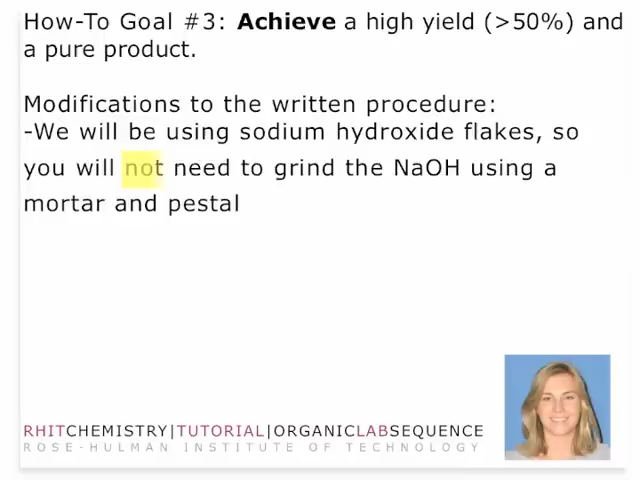 How-To Goal #3: Achieve a high yield (>50%) and
a pure product.
Modifications to the written procedure:
-We will be using sodium hydroxide flakes, so
you will not need to grind the NaOH using a
mortar and pestal
RHITCHEMISTRY|TUTORIAL|ORGANICLABSEQUENCE
ROSE-HULMAN INSTITUTE OF TECHNOLOGY